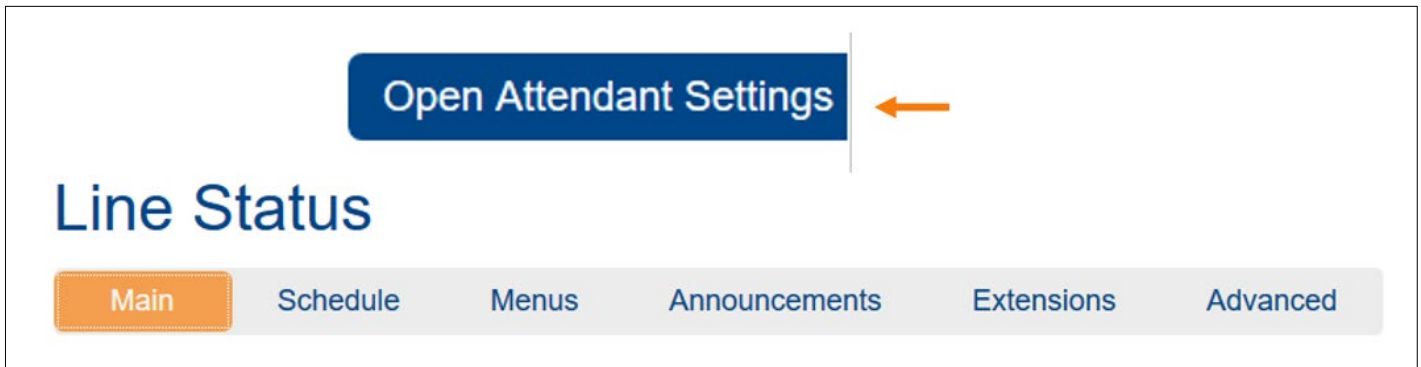 Open Attendant Settings
Line Status
Main Schedule Menus Announcements Extensions Advanced